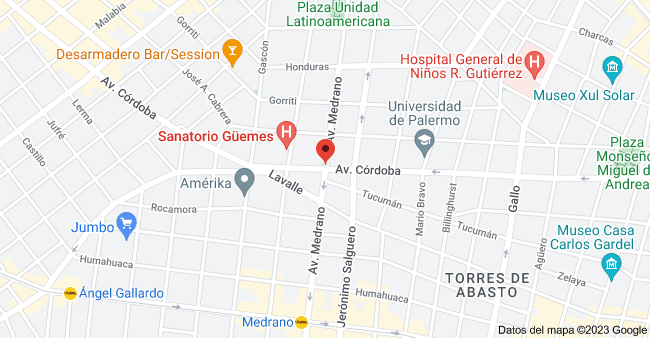 Plaza Unidad
Latinoamericana
Malabia
Gorriti
Charcas
Desarmadero Bar/Session
Gascón
Honduras
Hospital General de
Niños R. Gutiérrez
Av. Córdoba
José A. Cabrera
Gorriti
Av. Medrano
Museo Xul Solar
Lerma
Jufré
Universidad
de Palermo
Sanatorio Güemes
Castillo
Plaza
Monseño
Miguel d
Andrea
Av. Córdoba
Amérika
Lavalle
Tucumán
Mario Bravo
Billinghurst
Gallo
Rocamora
Jumbo
Tucumán
Museo Casa
Carlos Gardel
Av. Medrano
Jerónimo Salguero
Agüero
Humahuaca
Zelaya
TORRES DE
ABASTO
Ángel Gallardo
Humahuaca
Medrano
Datos del mapa ©2023 Google